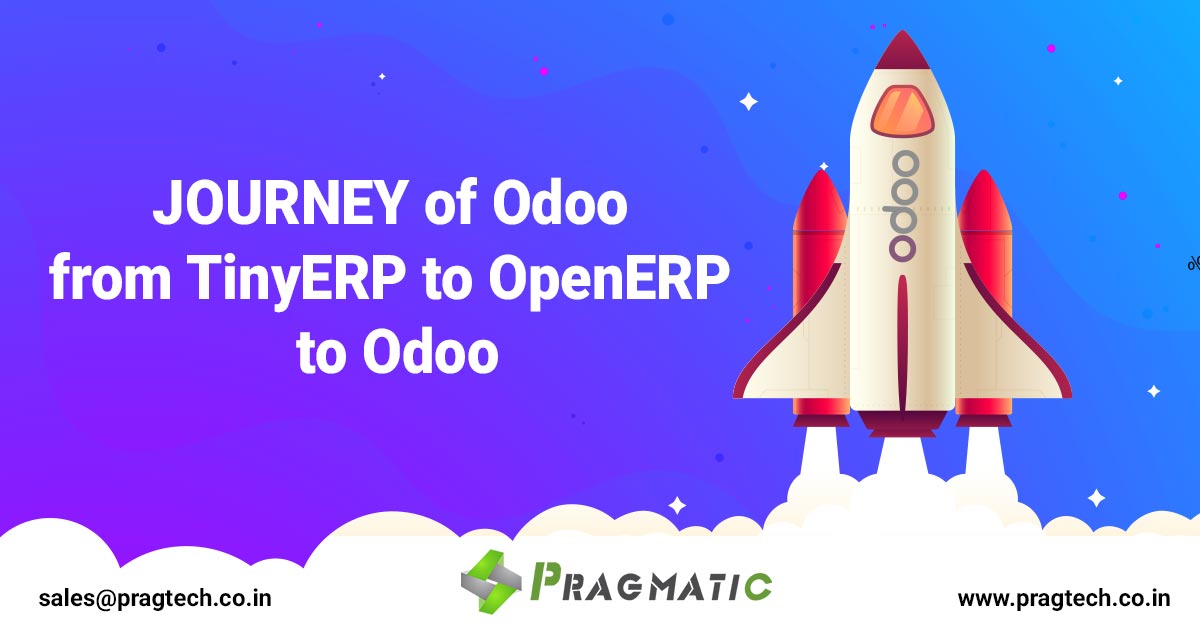 JOURNEY of Odoo
from TinyERP to OpenERP
to Odoo
odoo
PRAGMATIC
sales@pragtech.co.in
www.pragtech.co.in